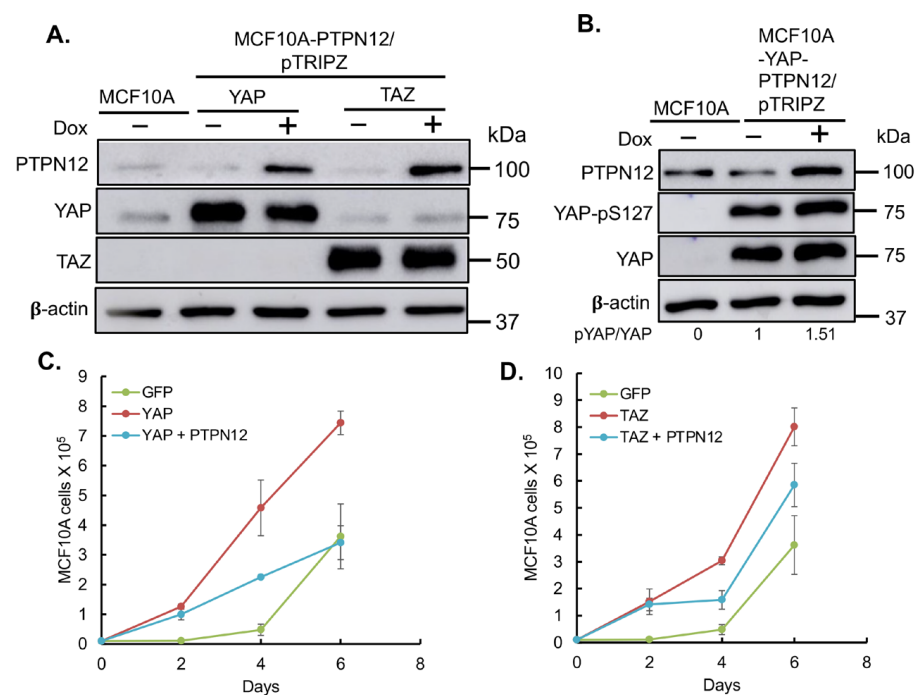 A.
MCF10A-PTPN12/
pTRIPZ
MCF10A YAP TAZ
Dox − − + − + kDa
PTPN12 100
YAP 75
TAZ 50
β-actin 37
B.
MCF10A
-YAP-
PTPN12/
MCF10A pTRIPZ
Dox − − + kDa
PTPN12 100
YAP-pS127 75
YAP 75
β-actin 37
pYAP/YAP 0 1 1.51
C.
MCF10A cells X 10⁵
9
8
7
6
5
4
3
2
1
0
GFP
YAP
YAP + PTPN12
0 2 4 6 8
Days
D.
MCF10A cells X 10⁵
10
9
8
7
6
5
4
3
2
1
0
GFP
TAZ
TAZ + PTPN12
0 2 4 6 8
Days